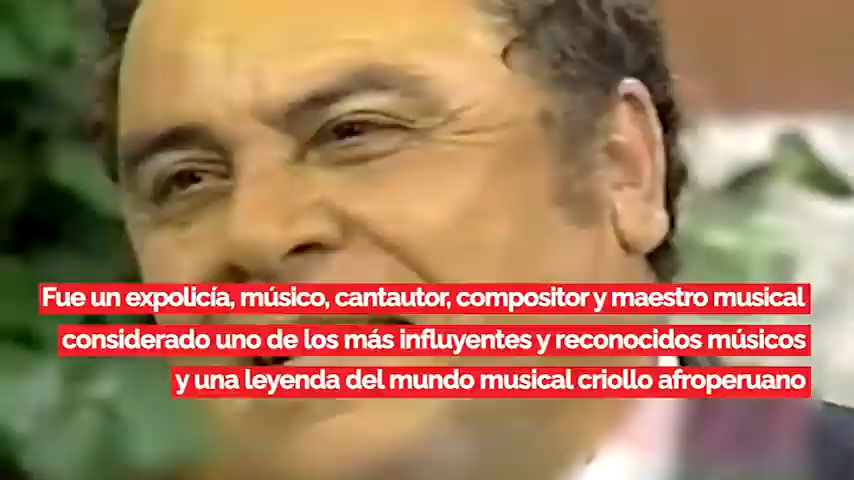 Fue un expolicía, músico, cantautor, compositor y maestro musical
considerado uno de los más influyentes y reconocidos músicos
y una leyenda del mundo musical criollo afroperuano